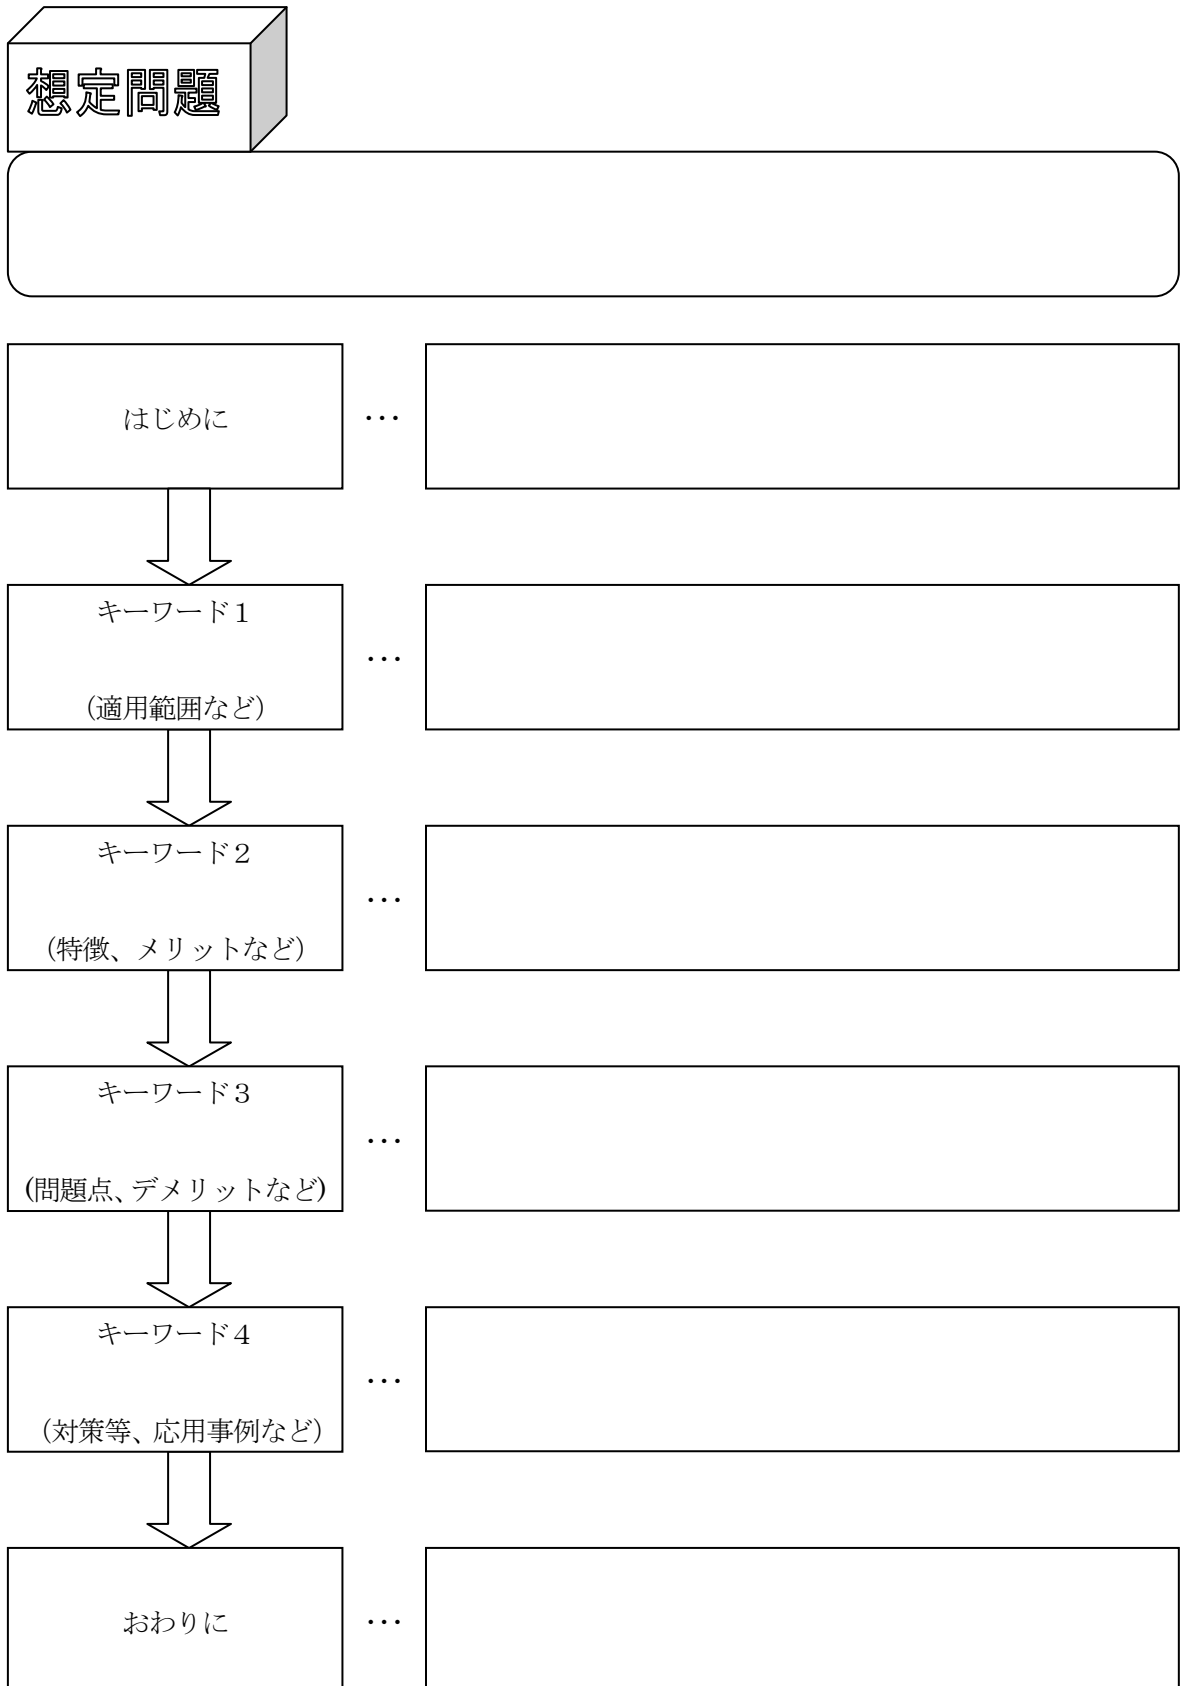 想定問題
はじめに
…
キーワード１
（適用範囲など）
…
キーワード２
（特徴、メリットなど）
…
キーワード３
(問題点、デメリットなど)
…
キーワード４
（対策等、応用事例など）
…
おわりに
…